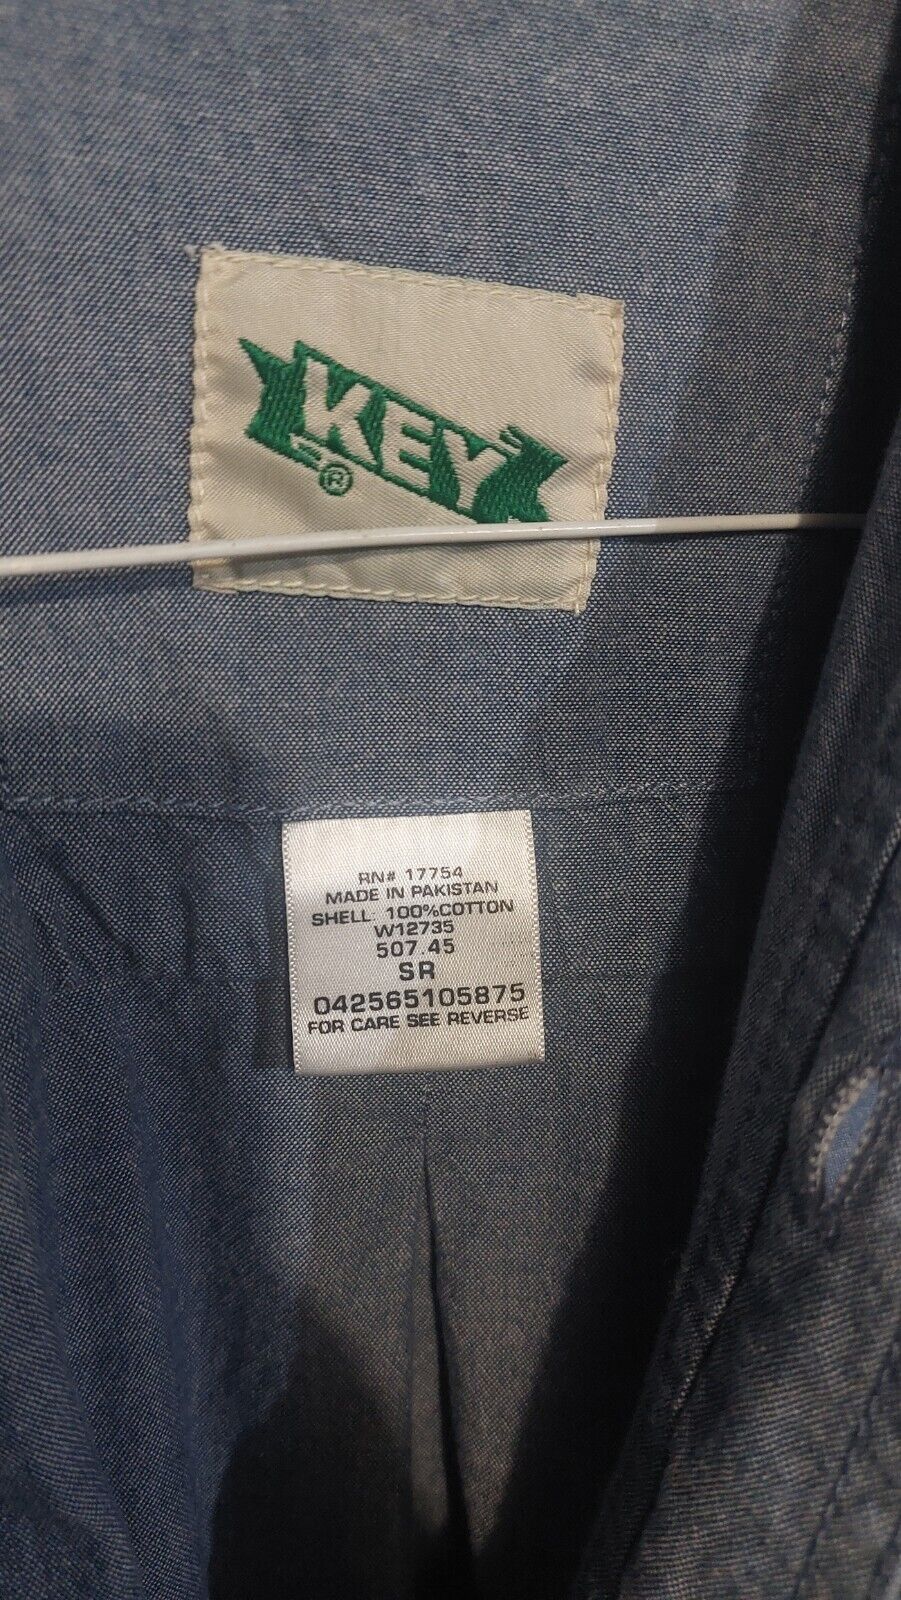 KEY
®
RN# 17754
MADE IN PAKISTAN
SHELL: 100%COTTON
W12735
507.45
SR
042565105875
FOR CARE SEE REVERSE